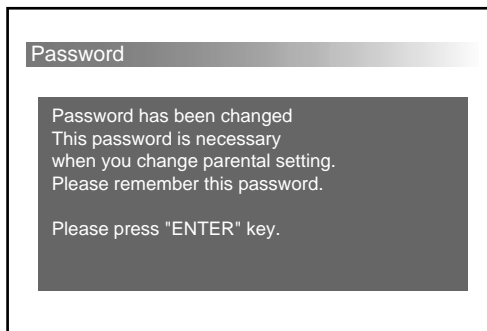 Password
Password has been changed
This password is necessary
when you change parental setting.
Please remember this password.
Please press "ENTER" key.